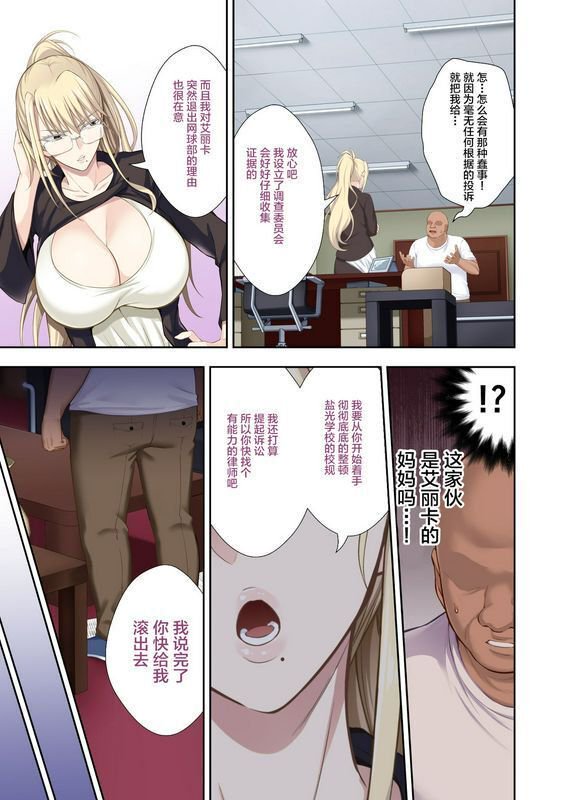 怎…怎么会有那种蠢事！
就因为毫无任何根据的投诉
就把我给…
放心吧
我设立了调查委员会
会好好仔细收集
证据的
而且我对艾丽卡
突然退出网球部的理由
也很在意
!?
这家伙
是艾丽卡的
妈妈吗…！
我要从你开始着手
彻彻底底的整顿
盐光学校的校规
我还打算
提起诉讼
所以你快找个
有能力的律师吧
我说完了
你快给我
滚出去